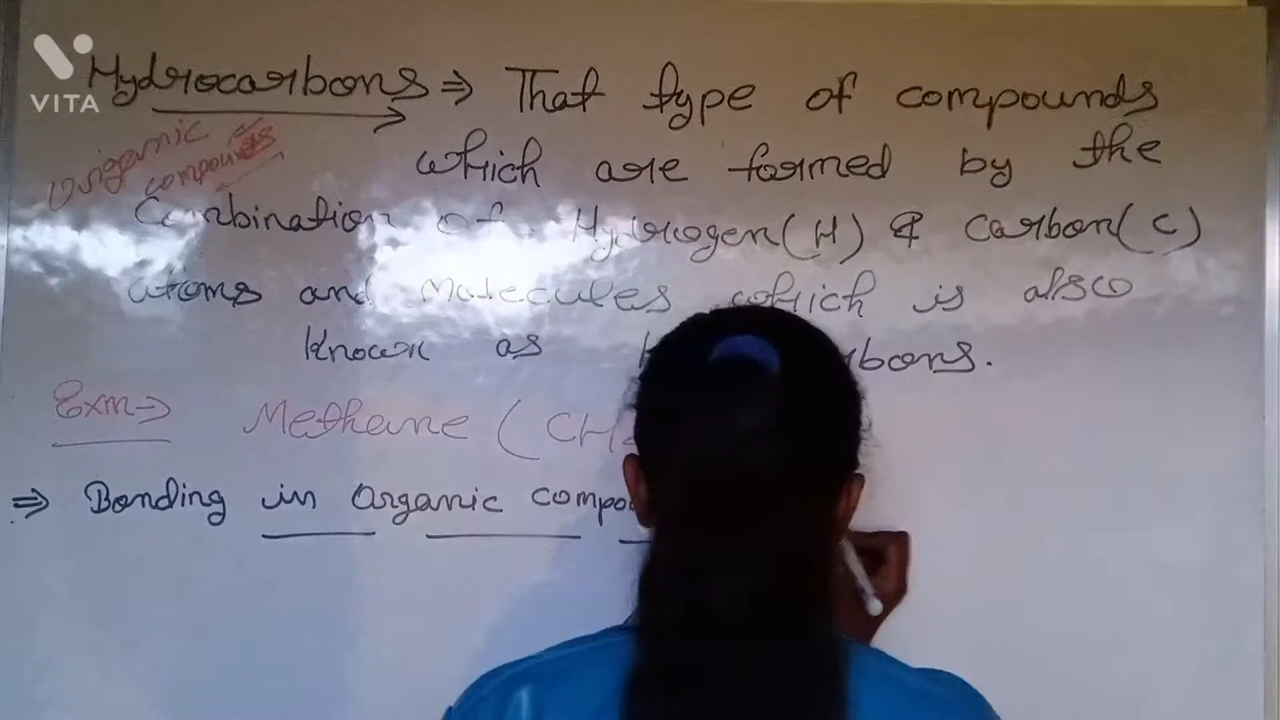 VITA
Hydrocarbons ⇒ That type of compounds
Organic
compounds
which are formed by the
Combination of Hydrogen(H) & Carbon(C)
atoms and Molecules which is also
known as bons.
Exm→ Methane (CH
⇒ Bonding in Organic compo